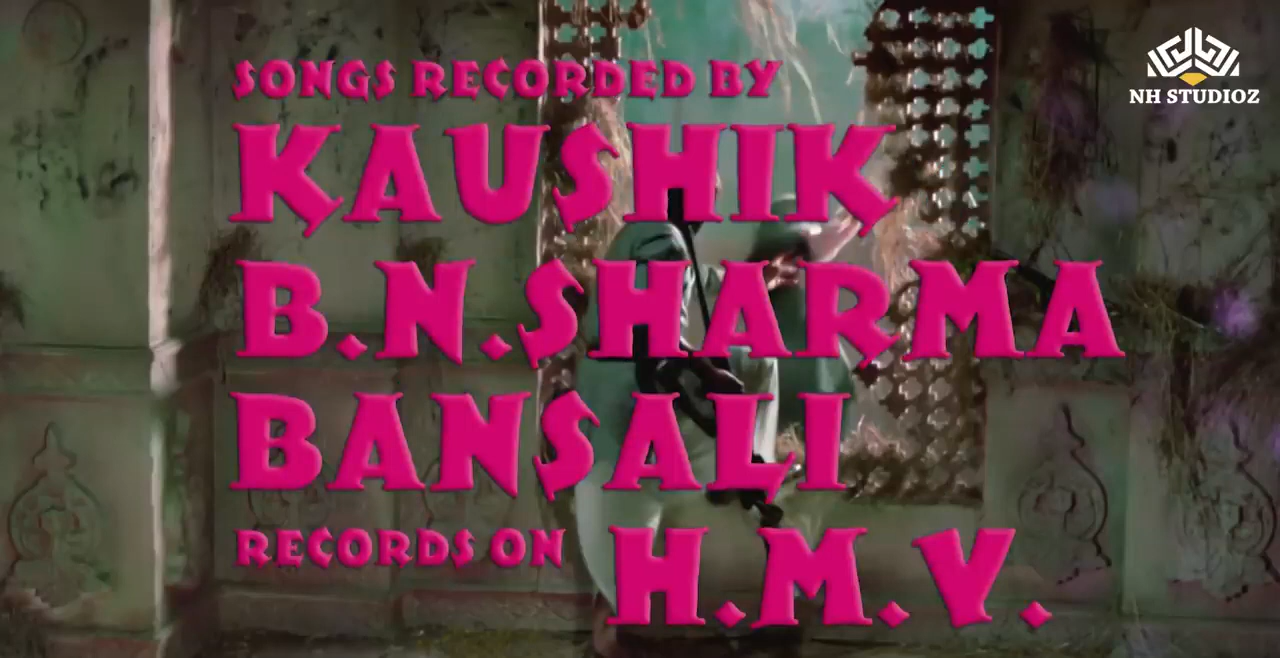 SONGS RECORDED BY
KAUSHIK
B.N.SHARMA
BANSALI
RECORDS ON H.M.V.
NH STUDIOZ